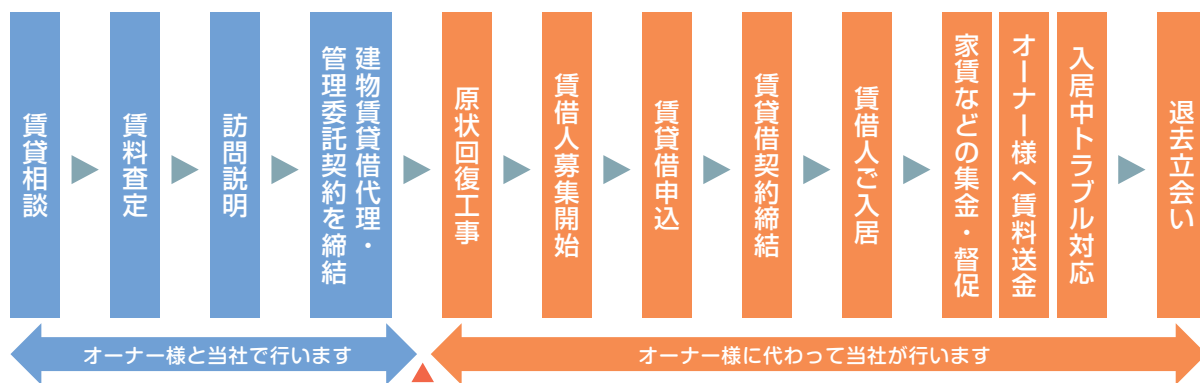 賃貸相談
賃料査定
訪問説明
建物賃貸借代理・
管理委託契約を締結
原状回復工事
賃借人募集開始
賃貸借申込
賃貸借契約締結
賃借人ご入居
家賃などの集金・督促
オーナー様へ賃料送金
入居中トラブル対応
退去立会い
オーナー様と当社で行います
オーナー様に代わって当社が行います